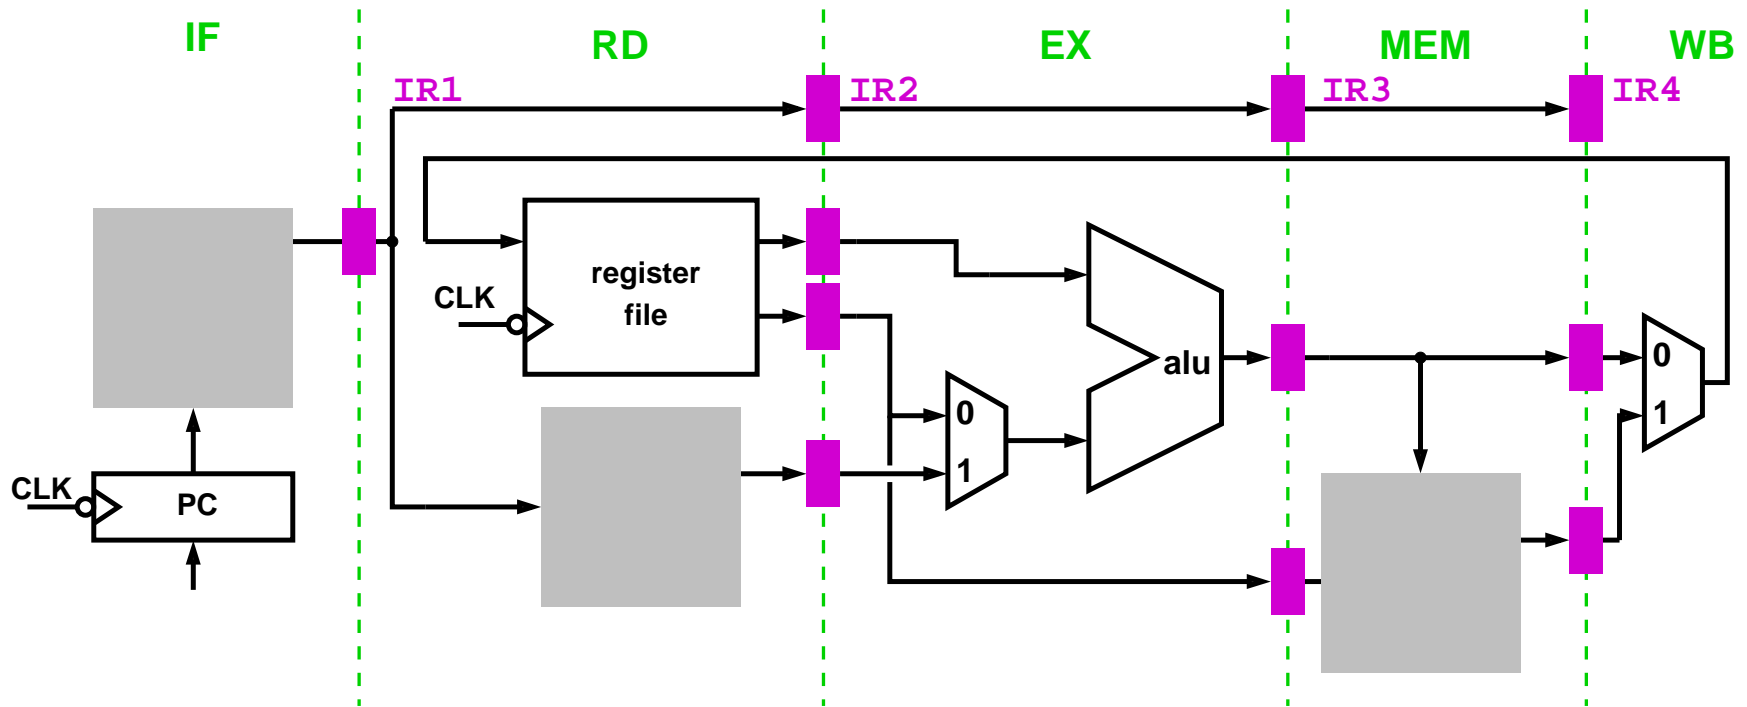 IF
RD
EX
MEM
WB
IR1
IR2
IR3
IR4
register
file
CLK
alu
0
1
0
1
CLK
PC